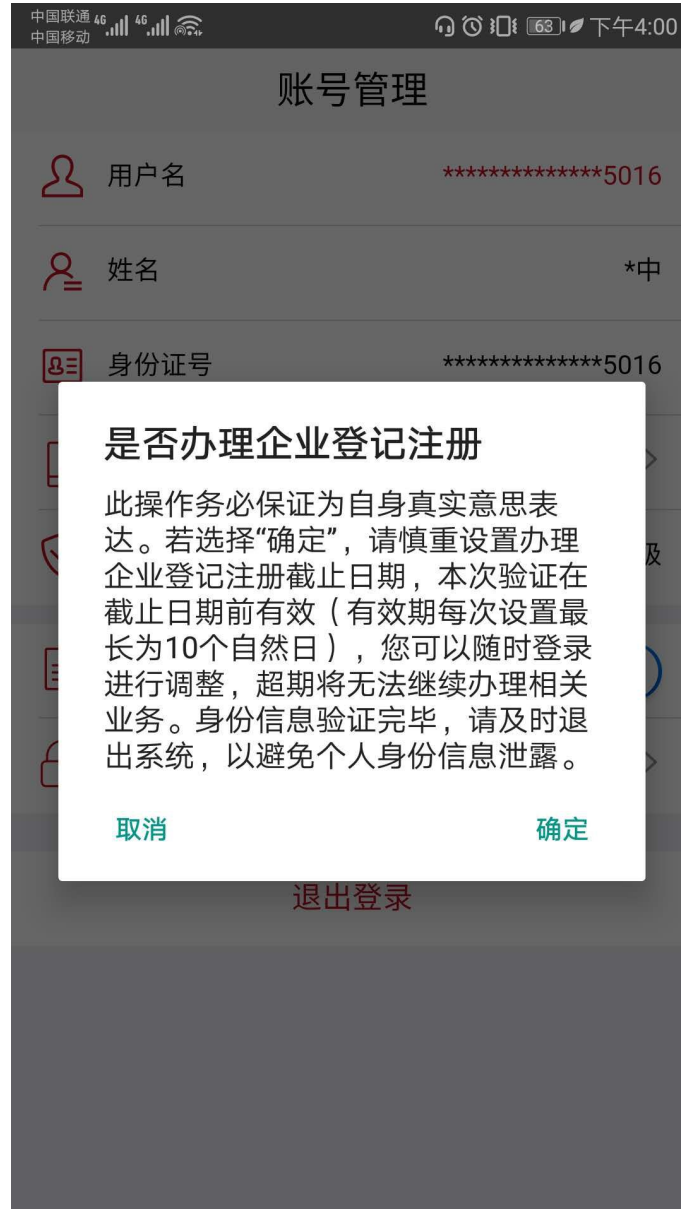 中国联通 4G 4G
中国移动
63 下午4:00
账号管理
用户名 **************5016
姓名 *中
身份证号 **************5016
是否办理企业登记注册
此操作务必保证为自身真实意思表
达。若选择“确定”，请慎重设置办理
企业登记注册截止日期，本次验证在
截止日期前有效（有效期每次设置最
长为10个自然日），您可以随时登录
进行调整，超期将无法继续办理相关
业务。身份信息验证完毕，请及时退
出系统，以避免个人身份信息泄露。
级
取消 确定
退出登录